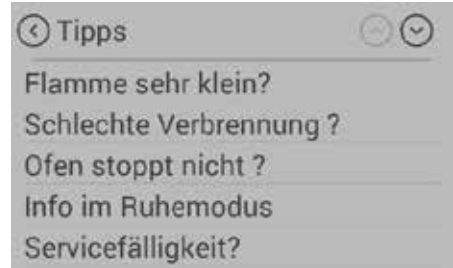 Tipps
Flamme sehr klein?
Schlechte Verbrennung ?
Ofen stoppt nicht ?
Info im Ruhemodus
Servicefälligkeit?